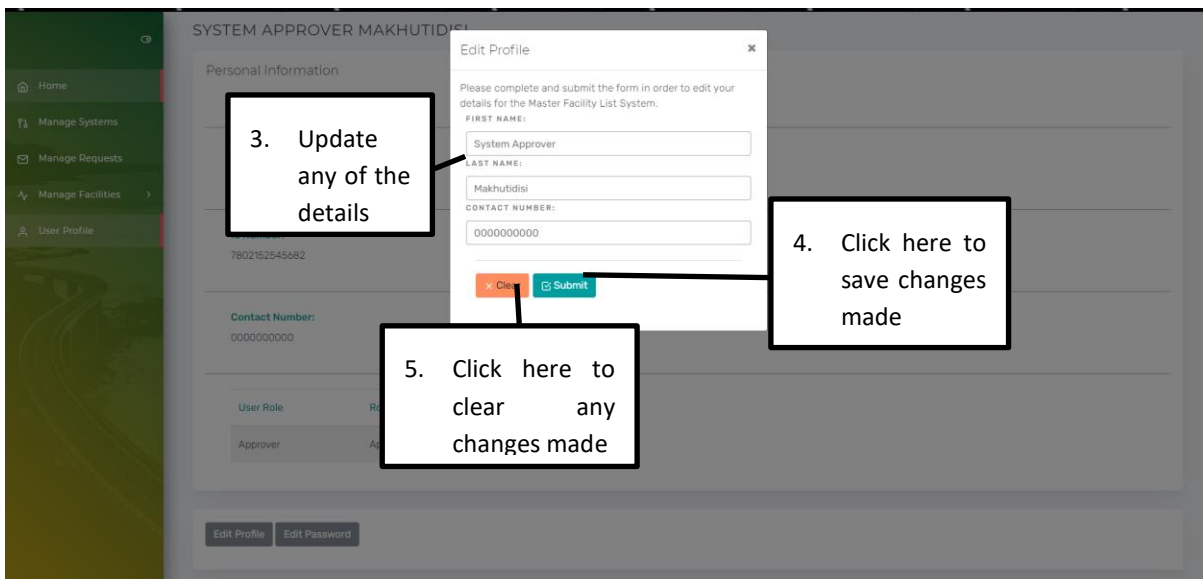 SYSTEM APPROVER MAKHUTIDISI
Home
Manage Systems
Manage Requests
Manage Facilities
User Profile
Personal Information
7802152545682
Contact Number:
0000000000
User Role
Approver
Edit Profile
Edit Password
Edit Profile
Please complete and submit the form in order to edit your
details for the Master Facility List System.
FIRST NAME:
System Approver
LAST NAME:
Makhutidisi
CONTACT NUMBER:
0000000000
Clear
Submit
3. Update
any of the
details
4. Click here to
save changes
made
5. Click here to
clear any
changes made